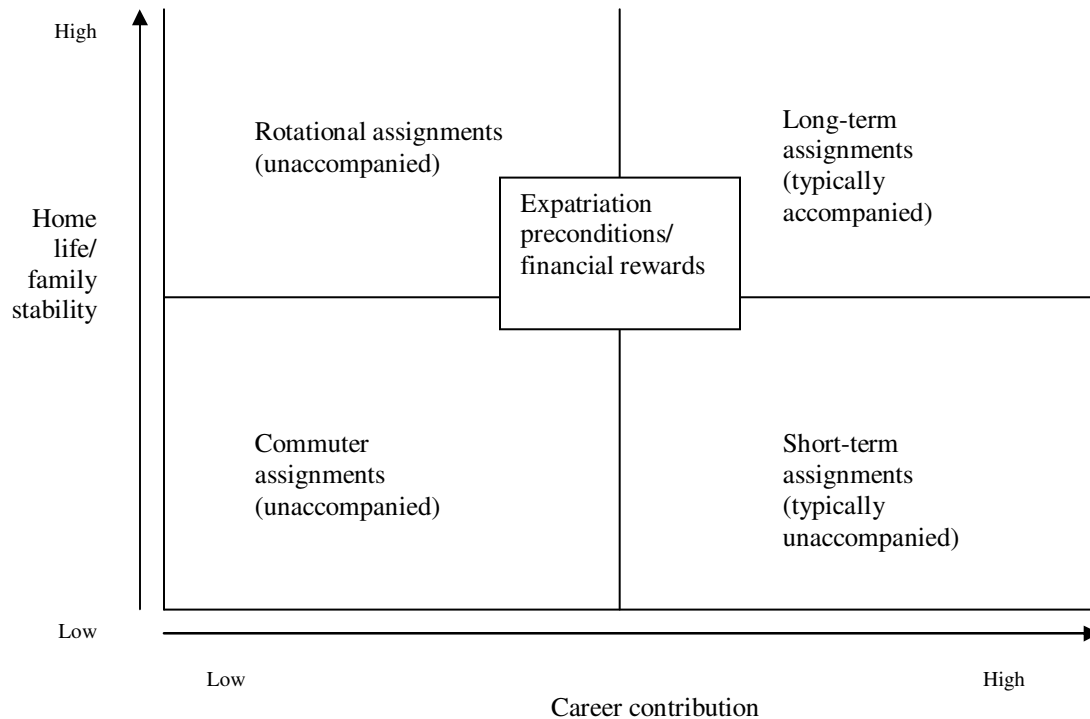 High
Rotational assignments
(unaccompanied)
Long-term
assignments
(typically
accompanied)
Expatriation
preconditions/
financial rewards
Home
life/
family
stability
Commuter
assignments
(unaccompanied)
Short-term
assignments
(typically
unaccompanied)
Low
Low
High
Career contribution